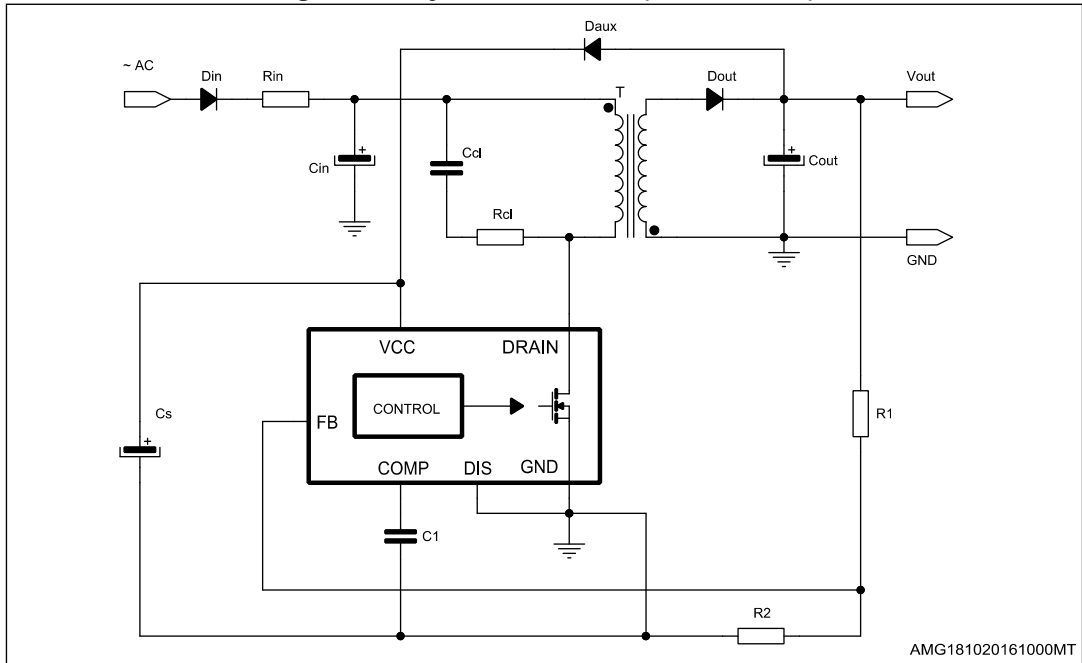 Daux
~ AC
Din
Rin
T
Dout
Vout
+
Cin
Ccl
+
Cout
Rcl
GND
VCC
DRAIN
Cs
+
FB
CONTROL
R1
COMP
DIS
GND
C1
R2
AMG181020161000MT